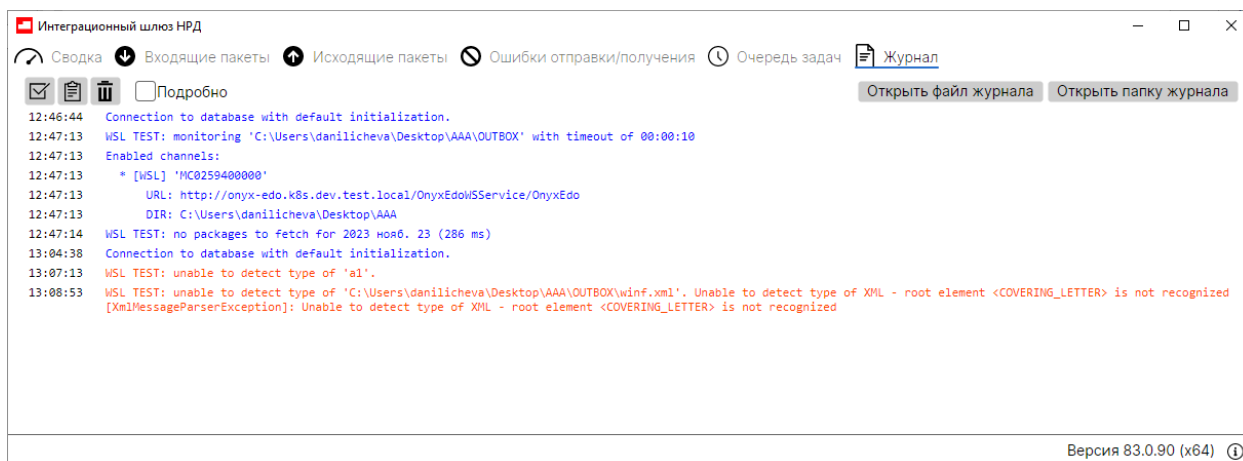 Интеграционный шлюз НРД
Сводка Входящие пакеты Исходящие пакеты Ошибки отправки/получения Очередь задач Журнал
Подробно Открыть файл журнала Открыть папку журнала
12:46:44 Connection to database with default initialization.
12:47:13 WSL TEST: monitoring 'C:\Users\danilicheva\Desktop\AAA\OUTBOX' with timeout of 00:00:10
12:47:13 Enabled channels:
12:47:13 * [WSL] 'MC0259400000'
12:47:13 URL: http://onyx-edo.k8s.dev.test.local/OnyxEdoWSService/OnyxEdo
12:47:13 DIR: C:\Users\danilicheva\Desktop\AAA
12:47:14 WSL TEST: no packages to fetch for 2023 нояб. 23 (286 ms)
13:04:38 Connection to database with default initialization.
13:07:13 WSL TEST: unable to detect type of 'a1'.
13:08:53 WSL TEST: unable to detect type of 'C:\Users\danilicheva\Desktop\AAA\OUTBOX\winf.xml'. Unable to detect type of XML - root element <COVERING_LETTER> is not recognized
[XmlMessageParserException]: Unable to detect type of XML - root element <COVERING_LETTER> is not recognized
Версия 83.0.90 (x64)